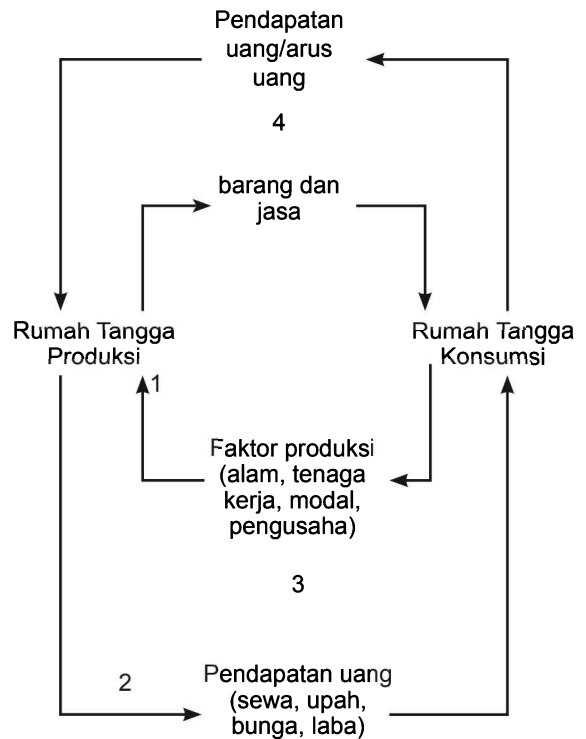 Pendapatan
uang/arus
uang
4
barang dan
jasa
Rumah Tangga
Produksi
Rumah Tangga
Konsumsi
1
Faktor produksi
(alam, tenaga
kerja, modal,
pengusaha)
3
2
Pendapatan uang
(sewa, upah,
bunga, laba)